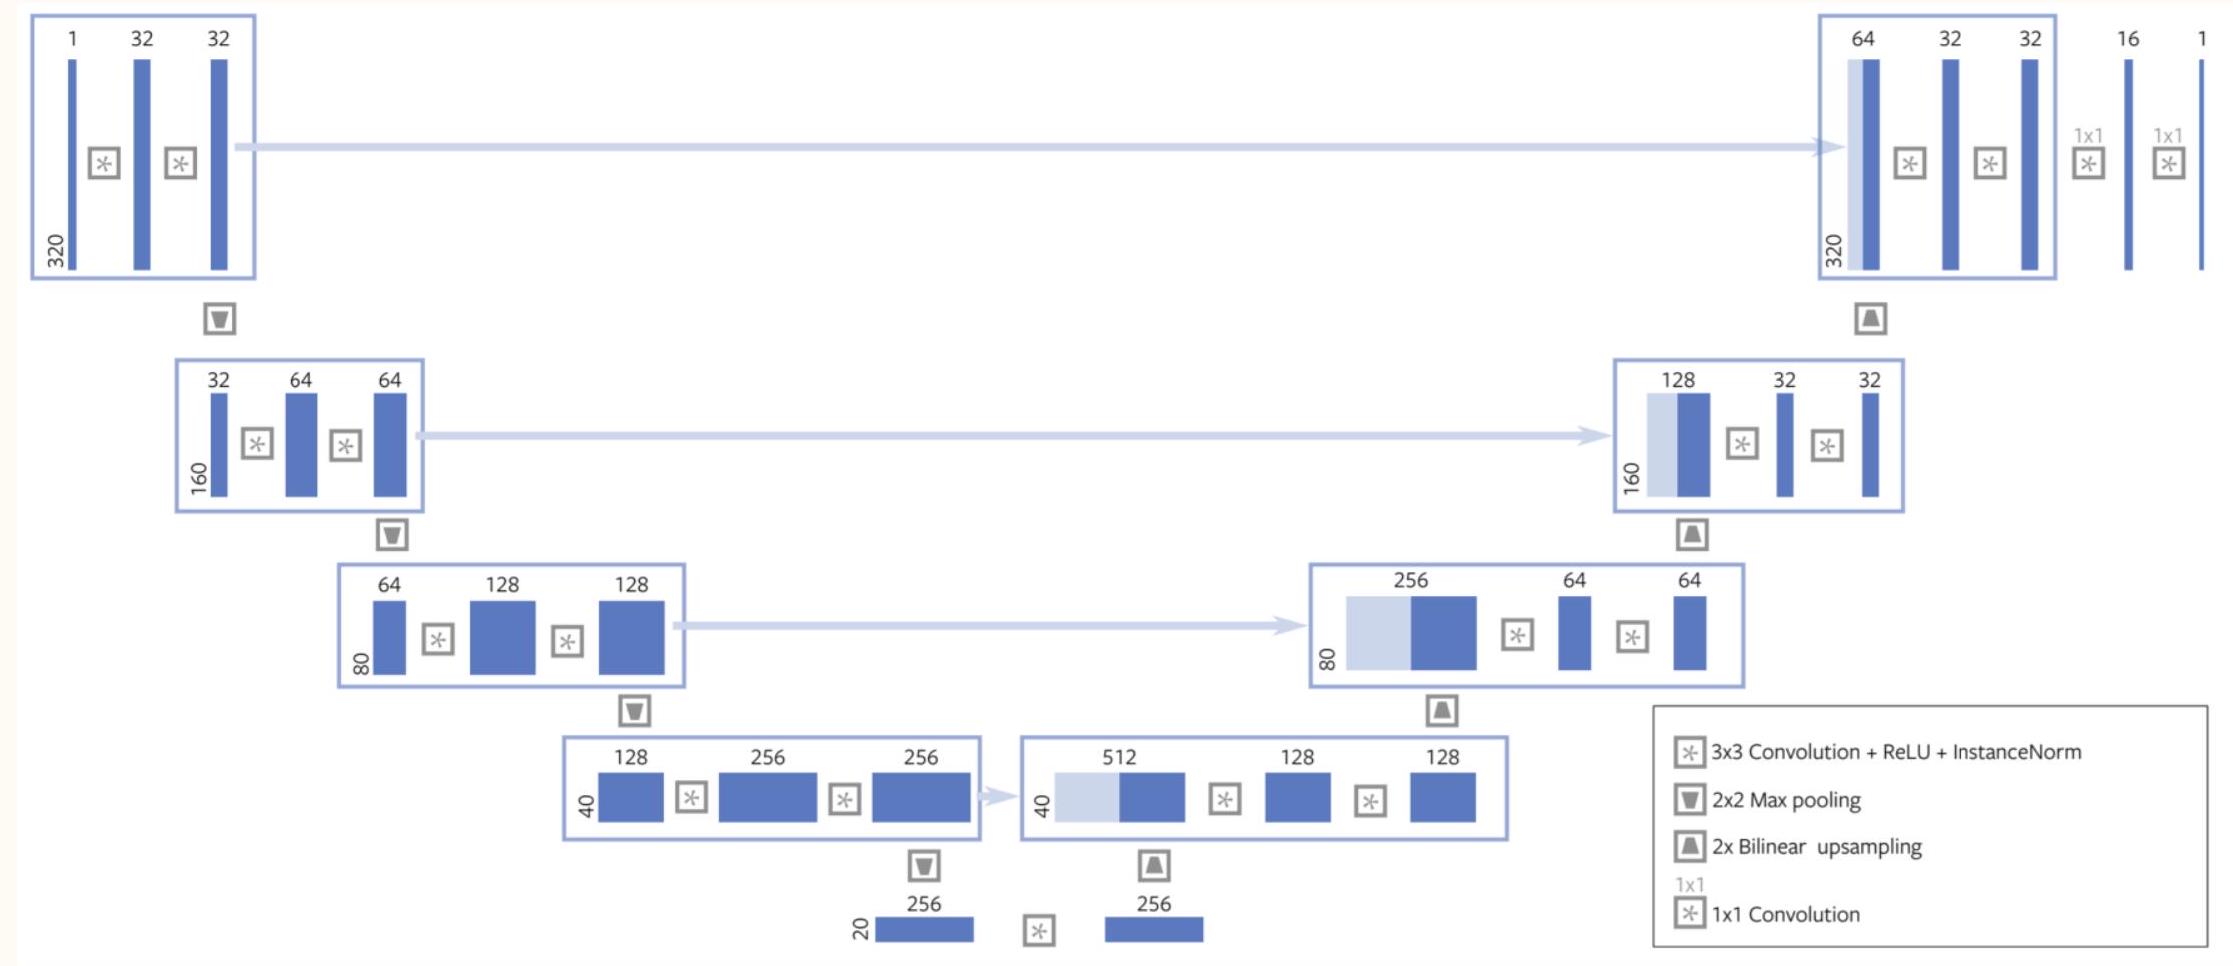 1 32 32
320
64 32 32 16 1
1x1 1x1
320
32 64 64
160
128 32 32
160
64 128 128
80
256 64 64
80
128 256 256
40
512 128 128
40
256 256
20
3x3 Convolution + ReLU + InstanceNorm
2x2 Max pooling
2x Bilinear upsampling
1x1
1x1 Convolution